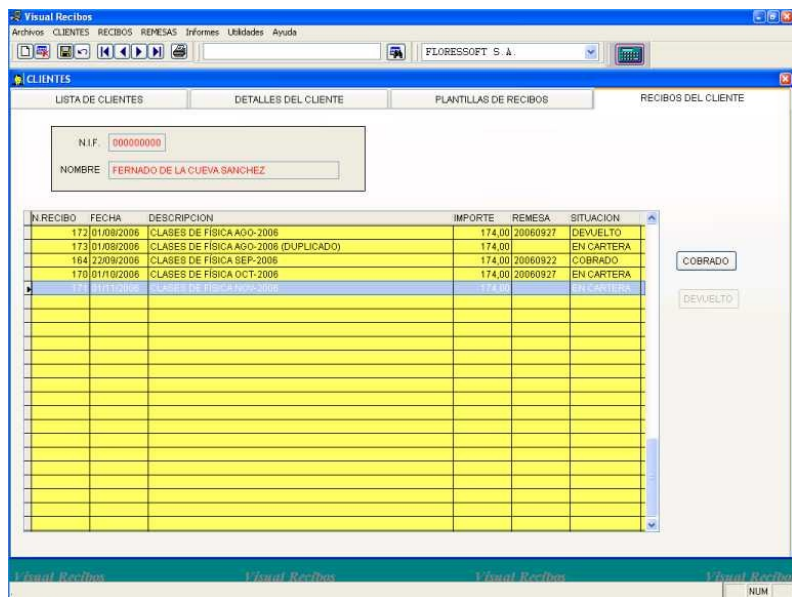 Visual Recibos
Archivos CLIENTES RECIBOS REMESAS Informes Utilidades Ayuda
FLORESSOFT S.A.
CLIENTES
LISTA DE CLIENTES DETALLES DEL CLIENTE PLANTILLAS DE RECIBOS RECIBOS DEL CLIENTE
N.I.F. 000000000
NOMBRE FERNADO DE LA CUEVA SANCHEZ
N.RECIBO FECHA DESCRIPCION IMPORTE REMESA SITUACION
172 01/08/2006 CLASES DE FÍSICA AGO-2006 174,00 20060927 DEVUELTO
173 01/08/2006 CLASES DE FÍSICA AGO-2006 (DUPLICADO) 174,00 EN CARTERA
164 22/09/2006 CLASES DE FÍSICA SEP-2006 174,00 20060922 COBRADO
170 01/10/2006 CLASES DE FÍSICA OCT-2006 174,00 20060927 EN CARTERA
171 01/11/2006 CLASES DE FÍSICA NOV-2006 174,00 EN CARTERA
COBRADO
DEVUELTO
Visual Recibos Visual Recibos Visual Recibos Visual Recibo
NUM